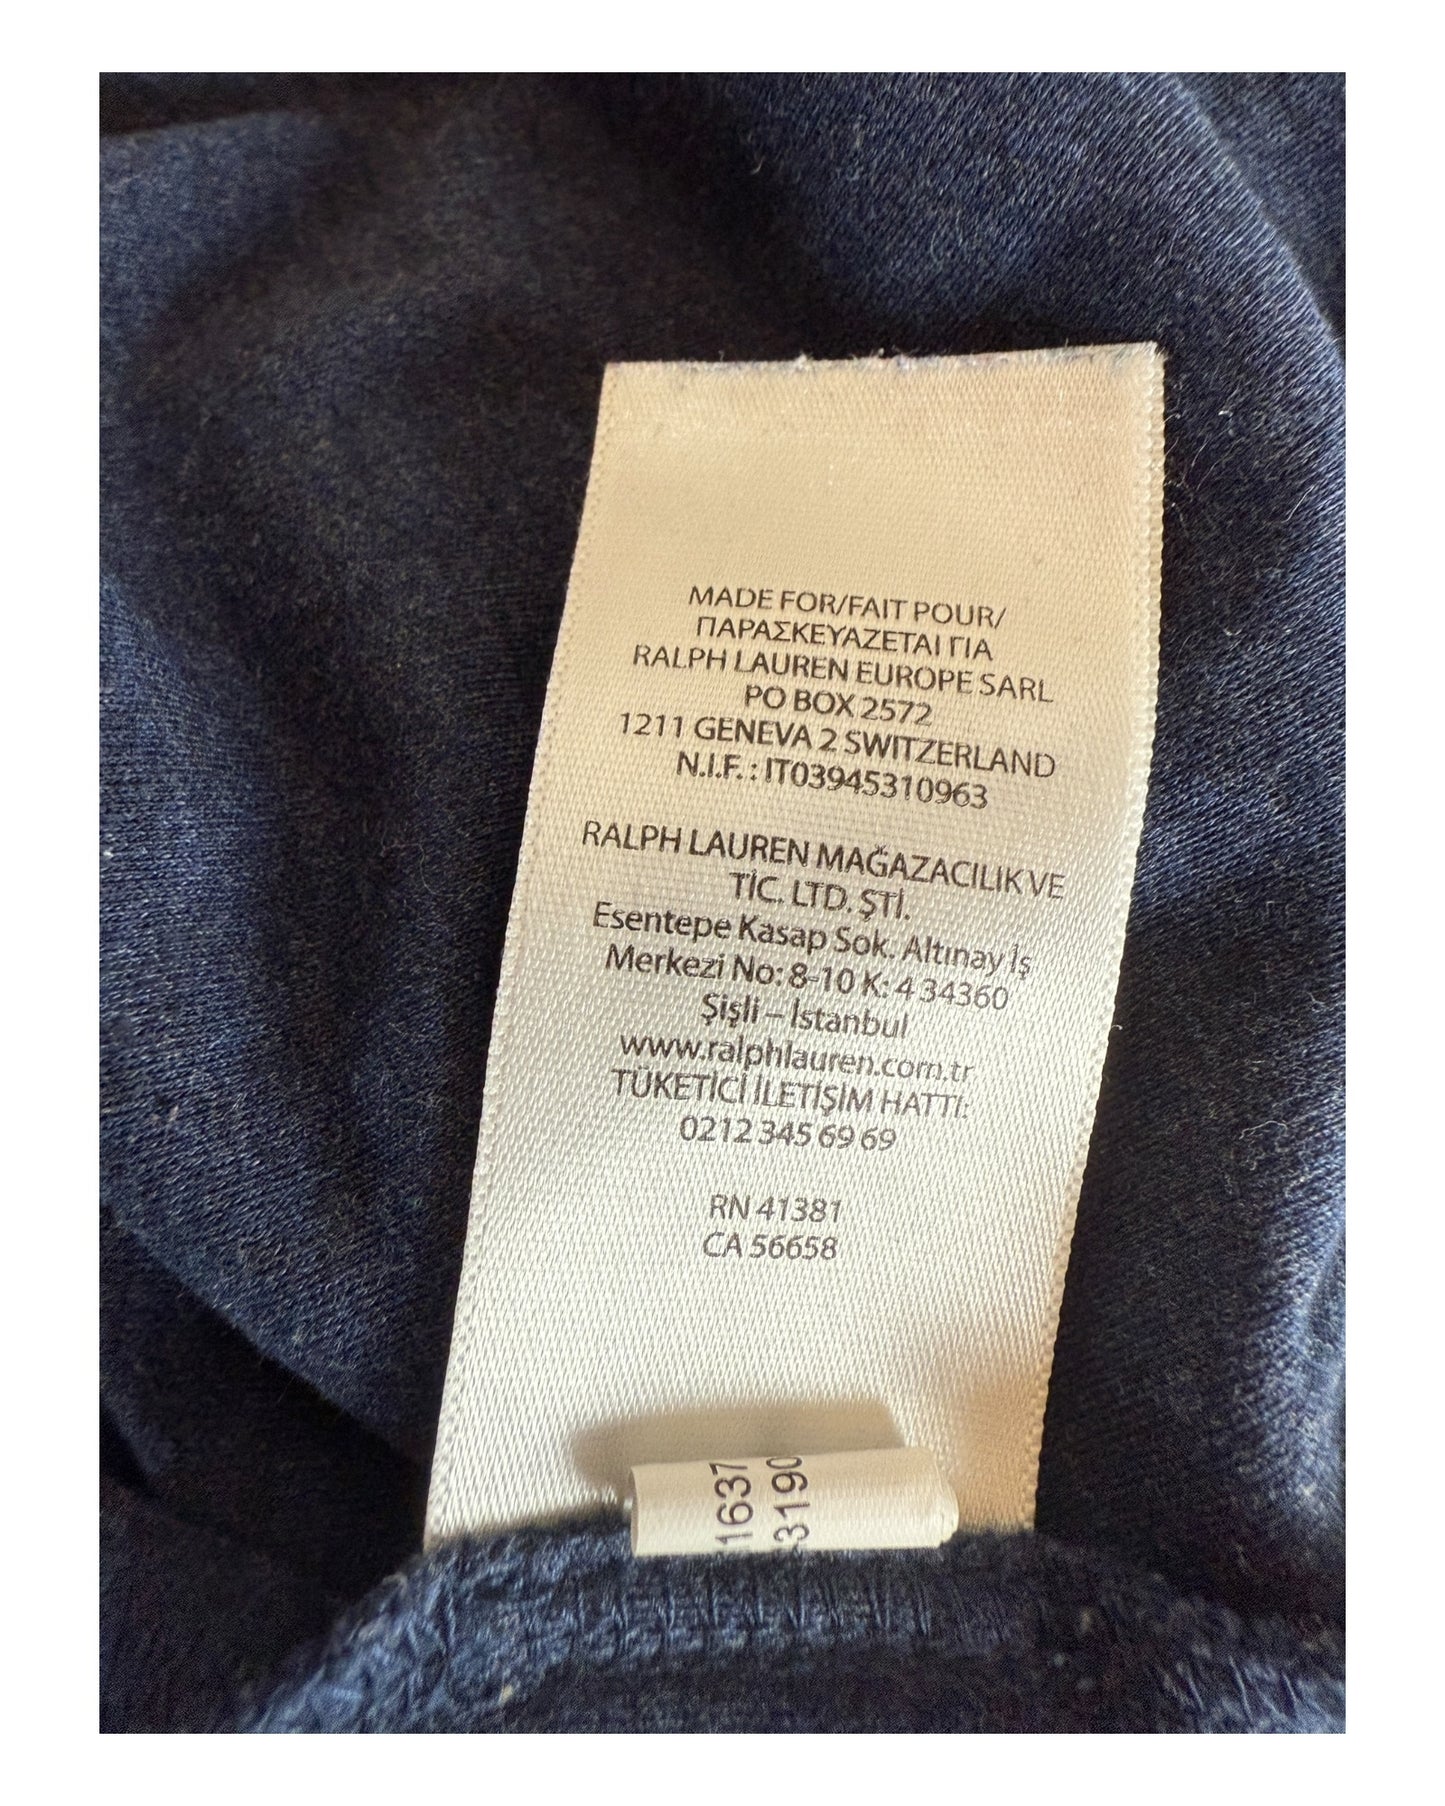 MADE FOR/FAIT POUR/
ΠΑΡΑΣΚΕΥΑΖΕΤΑΙ ΓΙΑ
RALPH LAUREN EUROPE SARL
PO BOX 2572
1211 GENEVA 2 SWITZERLAND
N.I.F. : IT03945310963
RALPH LAUREN MAĞAZACILIK VE
TİC. LTD. ŞTİ.
Esentepe Kasap Sok. Altınay İş
Merkezi No: 8-10 K: 4 34360
Şişli – İstanbul
www.ralphlauren.com.tr
TÜKETİCİ İLETİŞİM HATTI:
0212 345 69 69
RN 41381
CA 56658
1637
3190